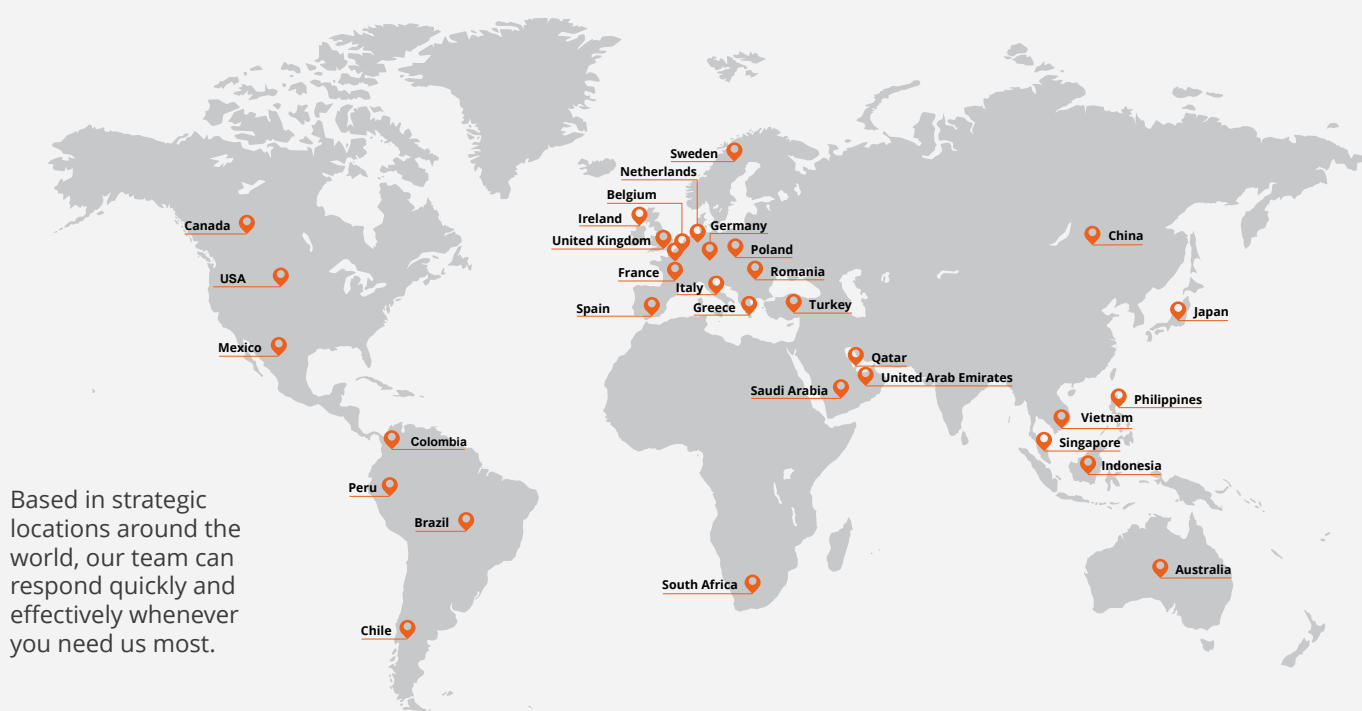 Sweden
Netherlands
Belgium
Ireland
Germany
Canada
United Kingdom
Poland
China
France
Romania
USA
Italy
Spain
Greece
Turkey
Japan
Mexico
Qatar
United Arab Emirates
Saudi Arabia
Philippines
Vietnam
Colombia
Singapore
Indonesia
Peru
Brazil
Based in strategic
locations around the
world, our team can
respond quickly and
effectively whenever
you need us most.
South Africa
Australia
Chile